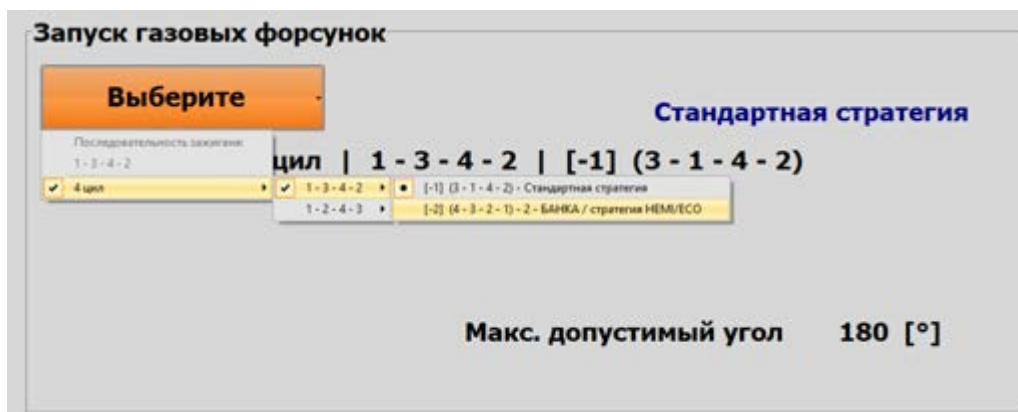 Запуск газовых форсунок
Выберите
Стандартная стратегия
Последовательность зажигания
1 - 3 - 4 - 2
цил | 1 - 3 - 4 - 2 | [-1] (3 - 1 - 4 - 2)
4 цил
1 - 3 - 4 - 2
[-1] (3 - 1 - 4 - 2) - Стандартная стратегия
1 - 2 - 4 - 3
[-2] (4 - 3 - 2 - 1) - 2 - БАНКА / стратегия HEMI/ECO
Макс. допустимый угол 180 [°]